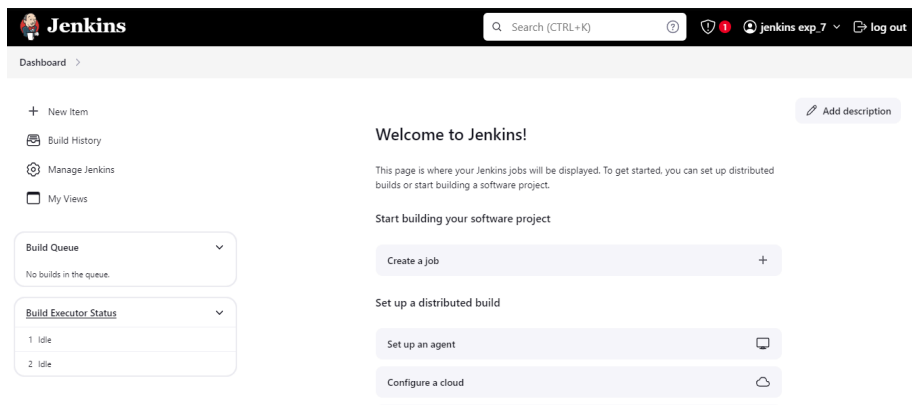 Jenkins
Search (CTRL+K)
1
jenkins exp_7
log out
Dashboard
New Item
Build History
Manage Jenkins
My Views
Build Queue
No builds in the queue.
Build Executor Status
1 Idle
2 Idle
Add description
Welcome to Jenkins!
This page is where your Jenkins jobs will be displayed. To get started, you can set up distributed
builds or start building a software project.
Start building your software project
Create a job
Set up a distributed build
Set up an agent
Configure a cloud